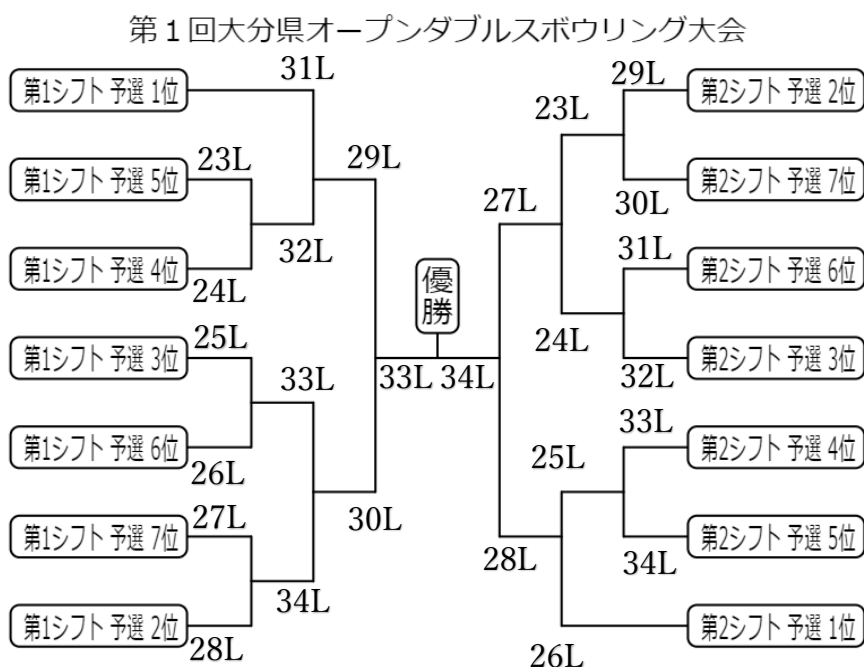 第1回大分県オープンダブルスボウリング大会
31L
29L
第1シフト 予選 1位
第2シフト 予選 2位
23L
23L
29L
第1シフト 予選 5位
第2シフト 予選 7位
27L
30L
32L
31L
第1シフト 予選 4位
第2シフト 予選 6位
24L
優勝
25L
24L
第1シフト 予選 3位
第2シフト 予選 3位
33L
33L 34L
32L
33L
第1シフト 予選 6位
第2シフト 予選 4位
26L
25L
27L
30L
第1シフト 予選 7位
第2シフト 予選 5位
28L
34L
34L
第1シフト 予選 2位
第2シフト 予選 1位
28L
26L